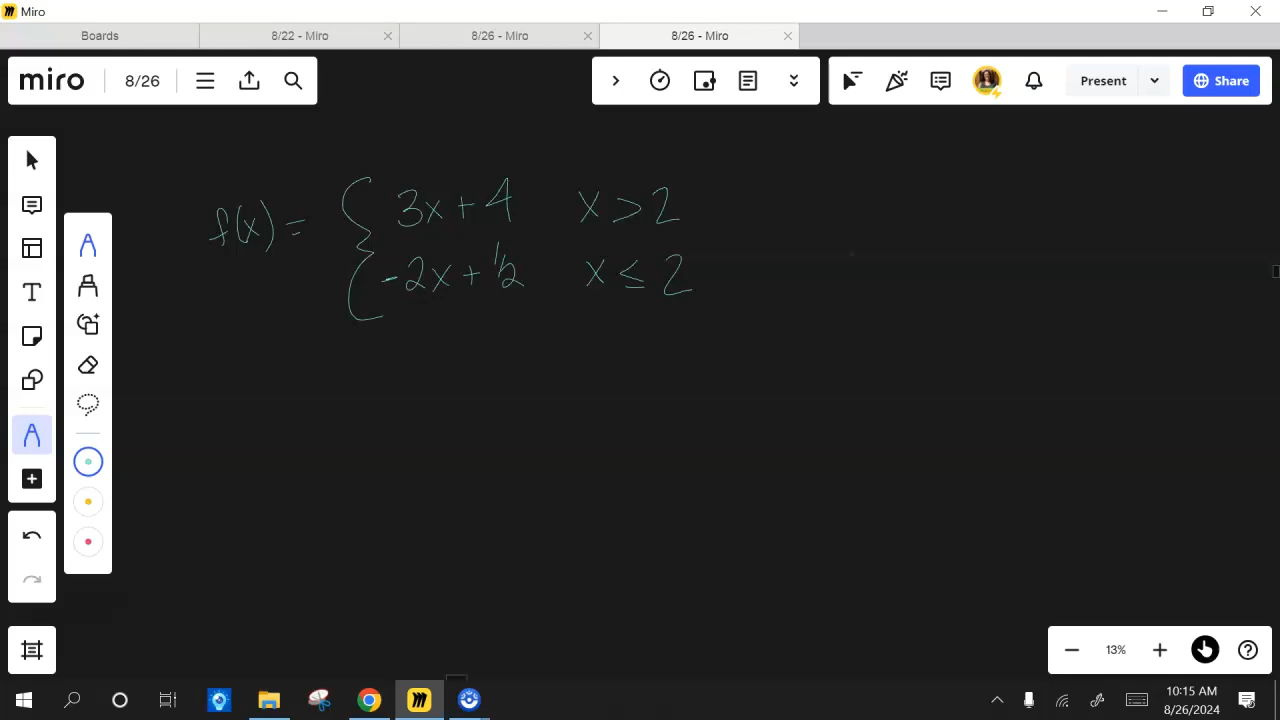 Miro
Boards 8/22 - Miro 8/26 - Miro 8/26 - Miro
miro 8/26 Present Share
f(x) = { 3x + 4 x > 2
-2x + 1/2 x ≤ 2
13%
10:15 AM
8/26/2024